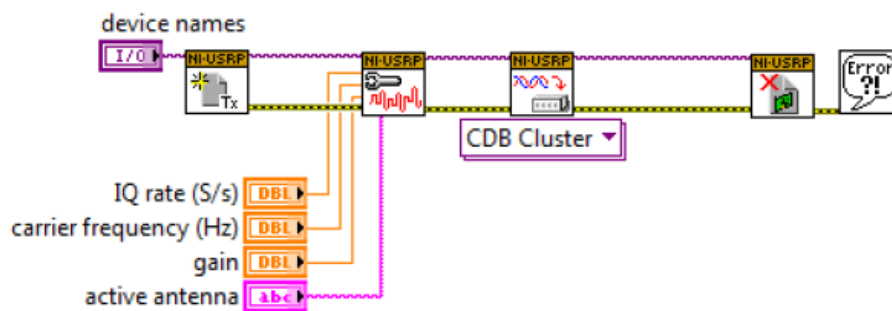 device names
I/O
NI-USRP
NI-USRP
NI-USRP
NI-USRP
Tx
Error
?!
CDB Cluster
IQ rate (S/s)
DBL
carrier frequency (Hz)
DBL
gain
DBL
active antenna
abc